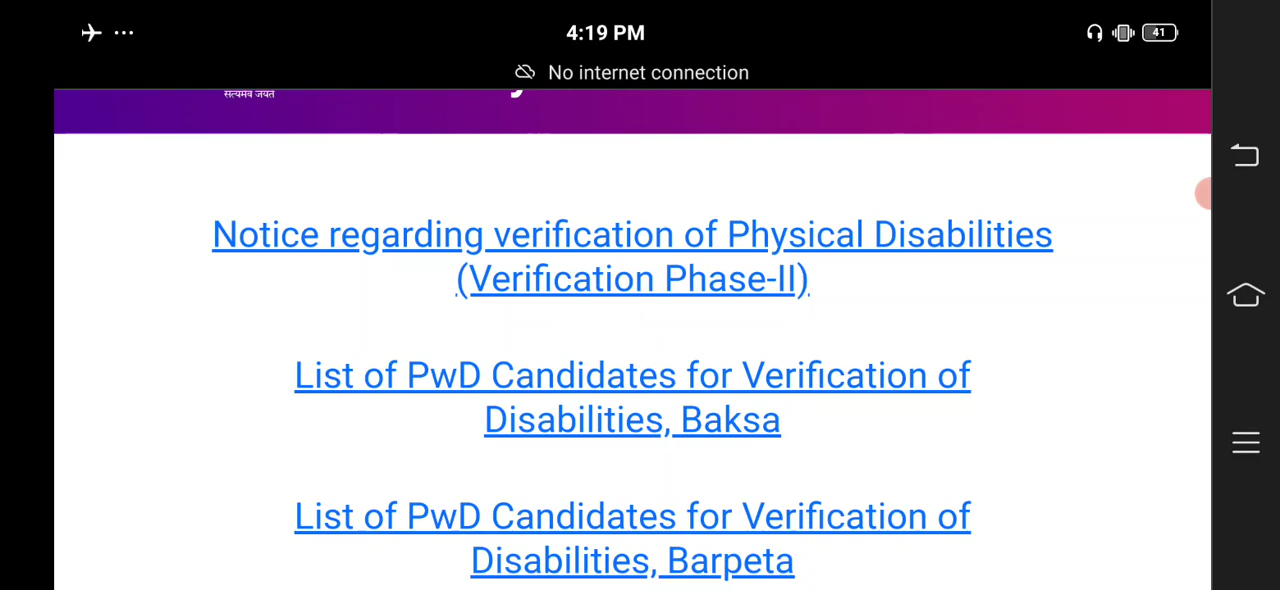 4:19 PM
41
No internet connection
सत्यमेव जयते
Notice regarding verification of Physical Disabilities
(Verification Phase-II)
List of PwD Candidates for Verification of
Disabilities, Baksa
List of PwD Candidates for Verification of
Disabilities, Barpeta